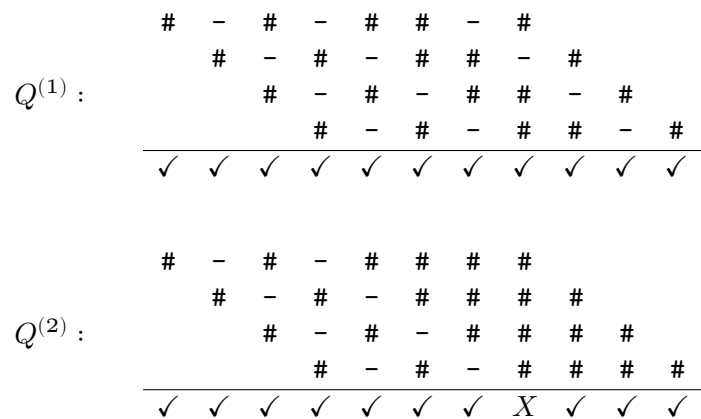 # – # – # # – #
# – # – # # – #
Q⁽¹⁾ : # – # – # # – #
# – # – # # – #
✓ ✓ ✓ ✓ ✓ ✓ ✓ ✓ ✓ ✓ ✓
# – # – # # # #
# – # – # # # #
Q⁽²⁾ : # – # – # # # #
# – # – # # # #
✓ ✓ ✓ ✓ ✓ ✓ ✓ X ✓ ✓ ✓